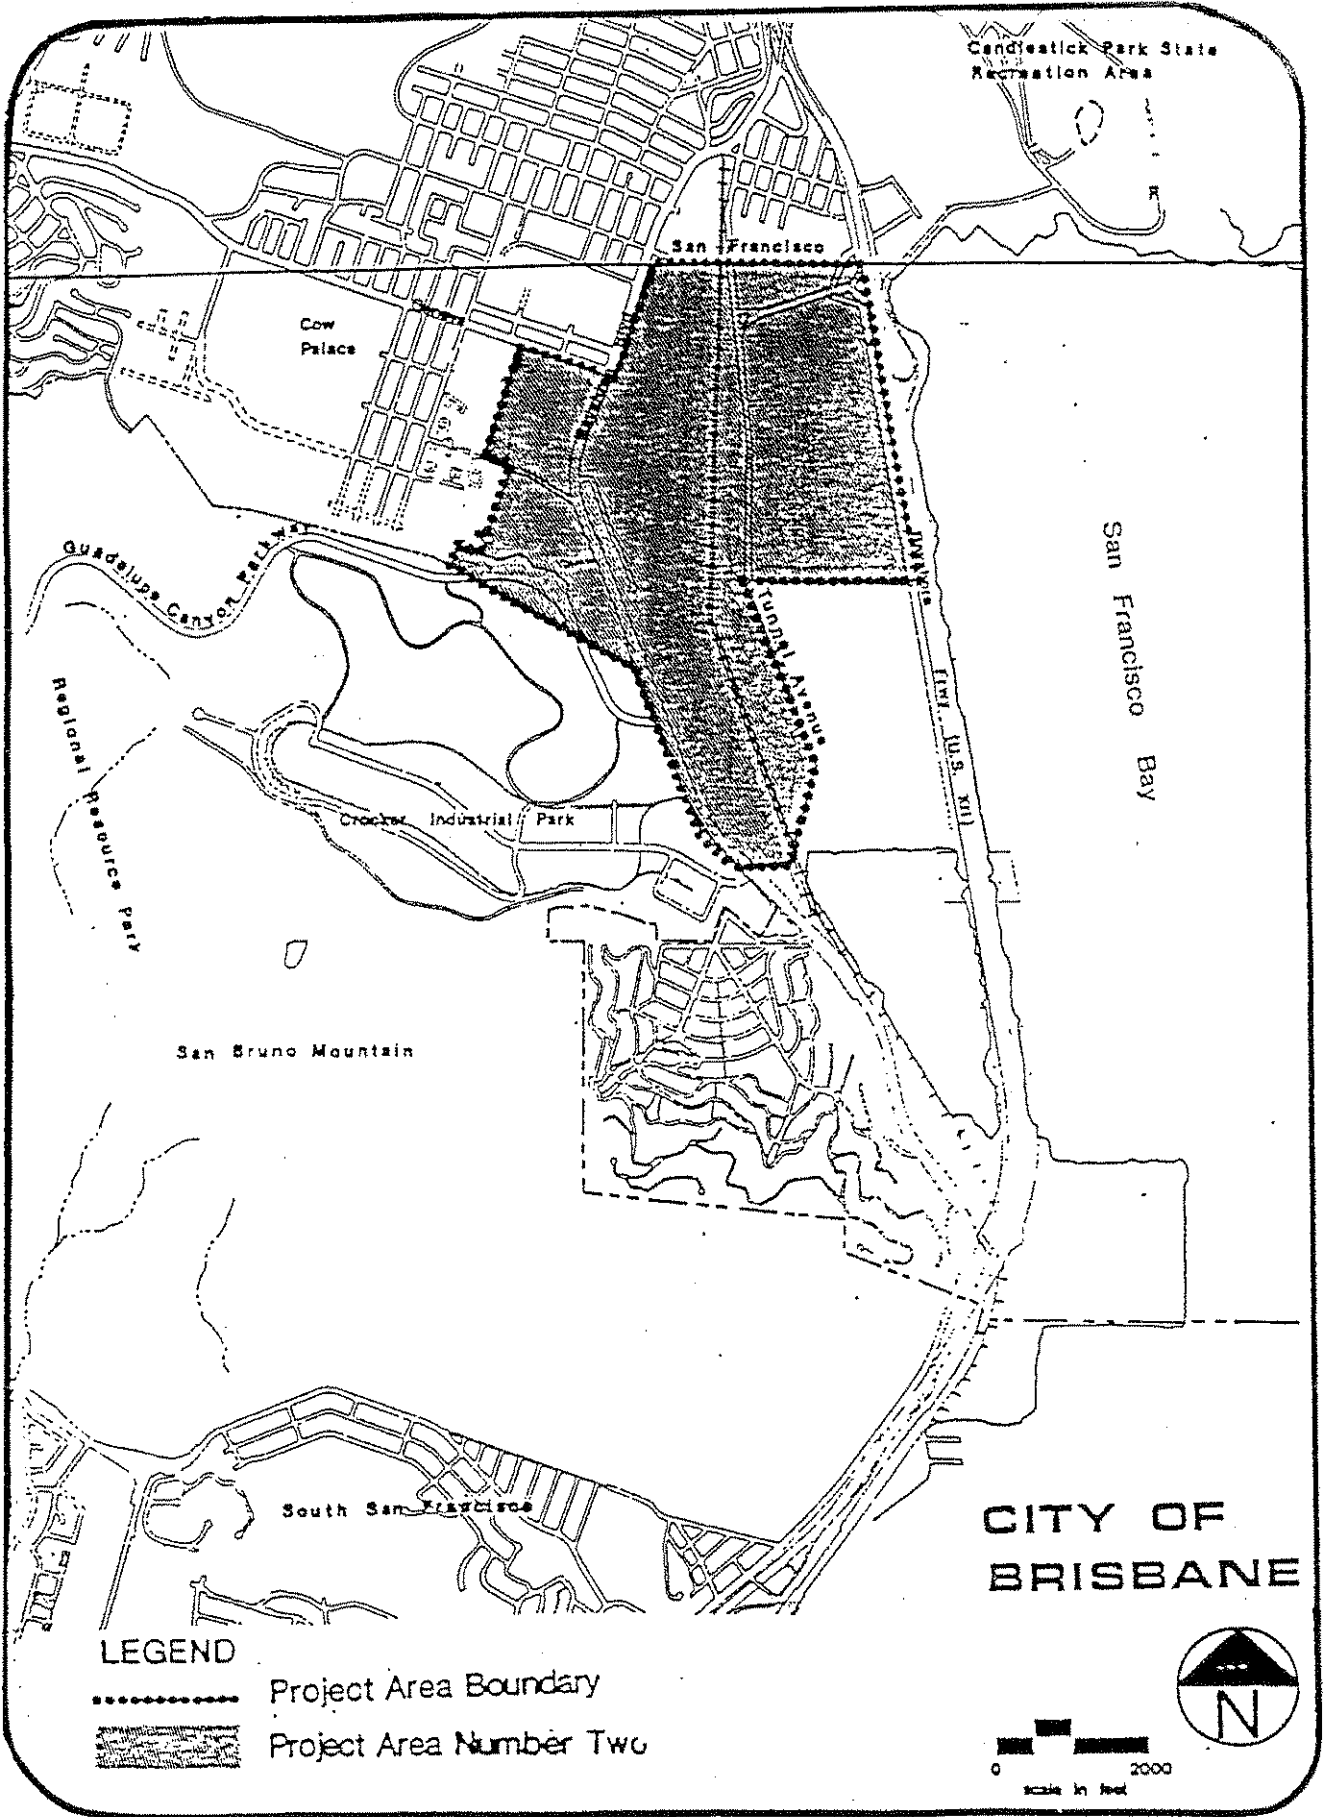 Candlestick Park State
Recreation Area
San Francisco
Cow
Palace
Guadalupe Canyon Parkway
Tunnel Avenue
San Francisco Bay
(U.S. 101)
Regional Resource Park
Crocker Industrial Park
San Bruno Mountain
South San Francisco
CITY OF
BRISBANE
LEGEND
Project Area Boundary
Project Area Number Two
N
0 2000
scale in feet